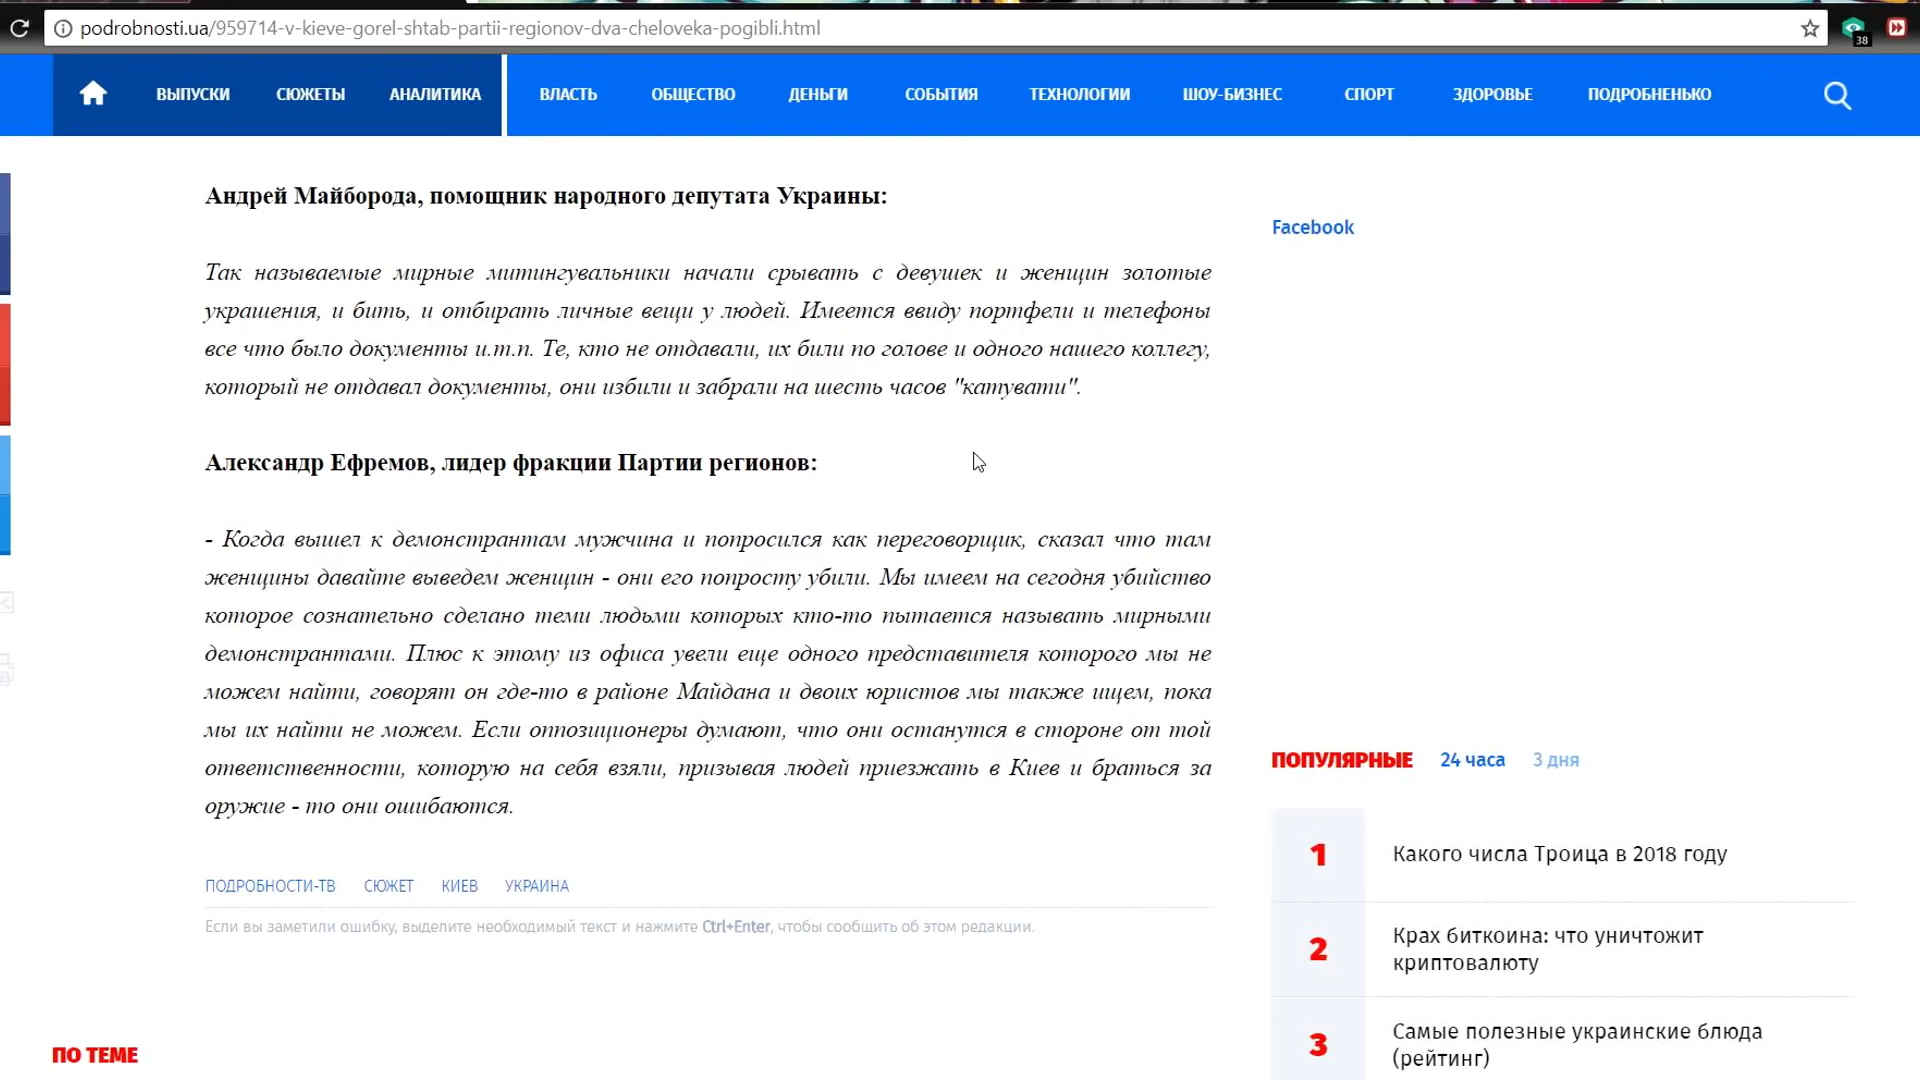 podrobnosti.ua/959714-v-kieve-gorel-shtab-partii-regionov-dva-cheloveka-pogibli.html
38
ВЫПУСКИ СЮЖЕТЫ АНАЛИТИКА ВЛАСТЬ ОБЩЕСТВО ДЕНЬГИ СОБЫТИЯ ТЕХНОЛОГИИ ШОУ-БИЗНЕС СПОРТ ЗДОРОВЬЕ ПОДРОБНЕНЬКО
Андрей Майборода, помощник народного депутата Украины:
Так называемые мирные митингувальники начали срывать с девушек и женщин золотые
украшения, и бить, и отбирать личные вещи у людей. Имеется ввиду портфели и телефоны
все что было документы и.т.п. Те, кто не отдавали, их били по голове и одного нашего коллегу,
который не отдавал документы, они избили и забрали на шесть часов "катувати".
Александр Ефремов, лидер фракции Партии регионов:
- Когда вышел к демонстрантам мужчина и попросился как переговорщик, сказал что там
женщины давайте выведем женщин - они его попросту убили. Мы имеем на сегодня убийство
которое сознательно сделано теми людьми которых кто-то пытается называть мирными
демонстрантами. Плюс к этому из офиса увели еще одного представителя которого мы не
можем найти, говорят он где-то в районе Майдана и двоих юристов мы также ищем, пока
мы их найти не можем. Если оппозиционеры думают, что они останутся в стороне от той
ответственности, которую на себя взяли, призывая людей приезжать в Киев и браться за
оружие - то они ошибаются.
ПОДРОБНОСТИ-ТВ СЮЖЕТ КИЕВ УКРАИНА
Если вы заметили ошибку, выделите необходимый текст и нажмите Ctrl+Enter, чтобы сообщить об этом редакции.
ПО ТЕМЕ
Facebook
ПОПУЛЯРНЫЕ 24 часа 3 дня
1 Какого числа Троица в 2018 году
2 Крах биткоина: что уничтожит
криптовалюту
3 Самые полезные украинские блюда
(рейтинг)